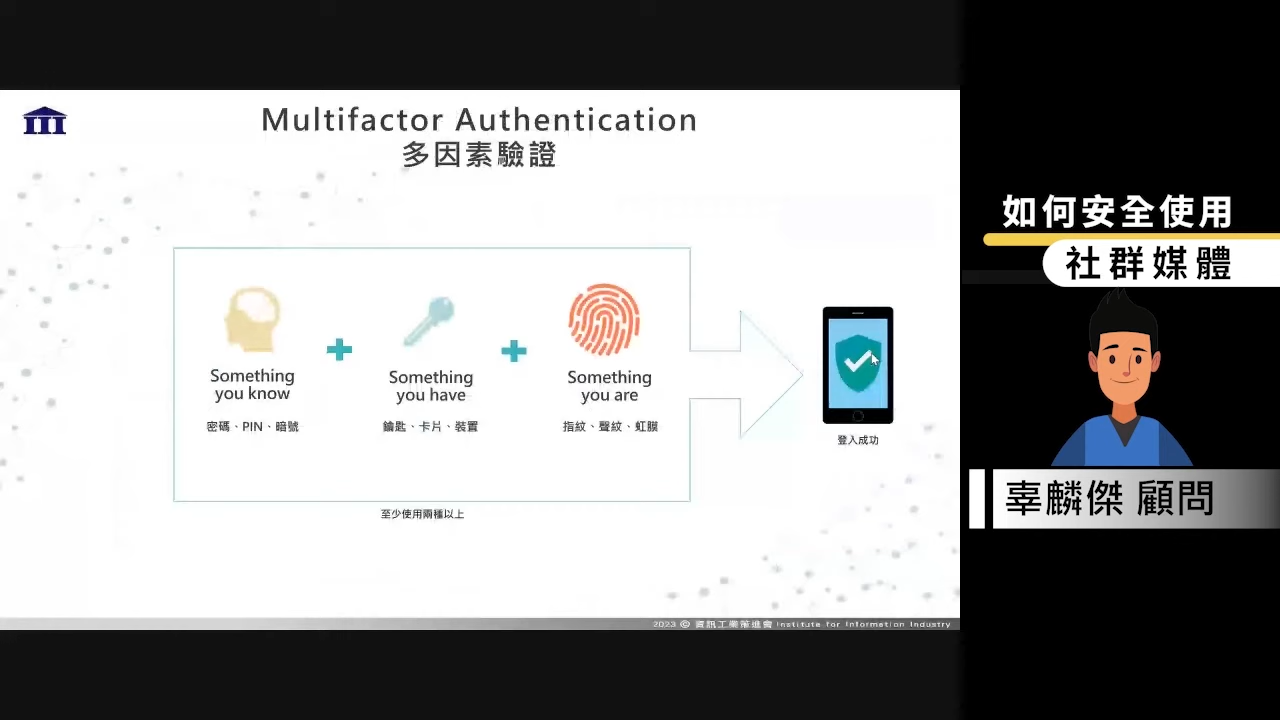 Multifactor Authentication
多因素驗證
Something
you know
密碼、PIN、暗號
Something
you have
鑰匙、卡片、裝置
Something
you are
指紋、聲紋、虹膜
登入成功
至少使用兩種以上
2023 © 資訊工業策進會 Institute for Information Industry
如何安全使用
社群媒體
辜麟傑 顧問